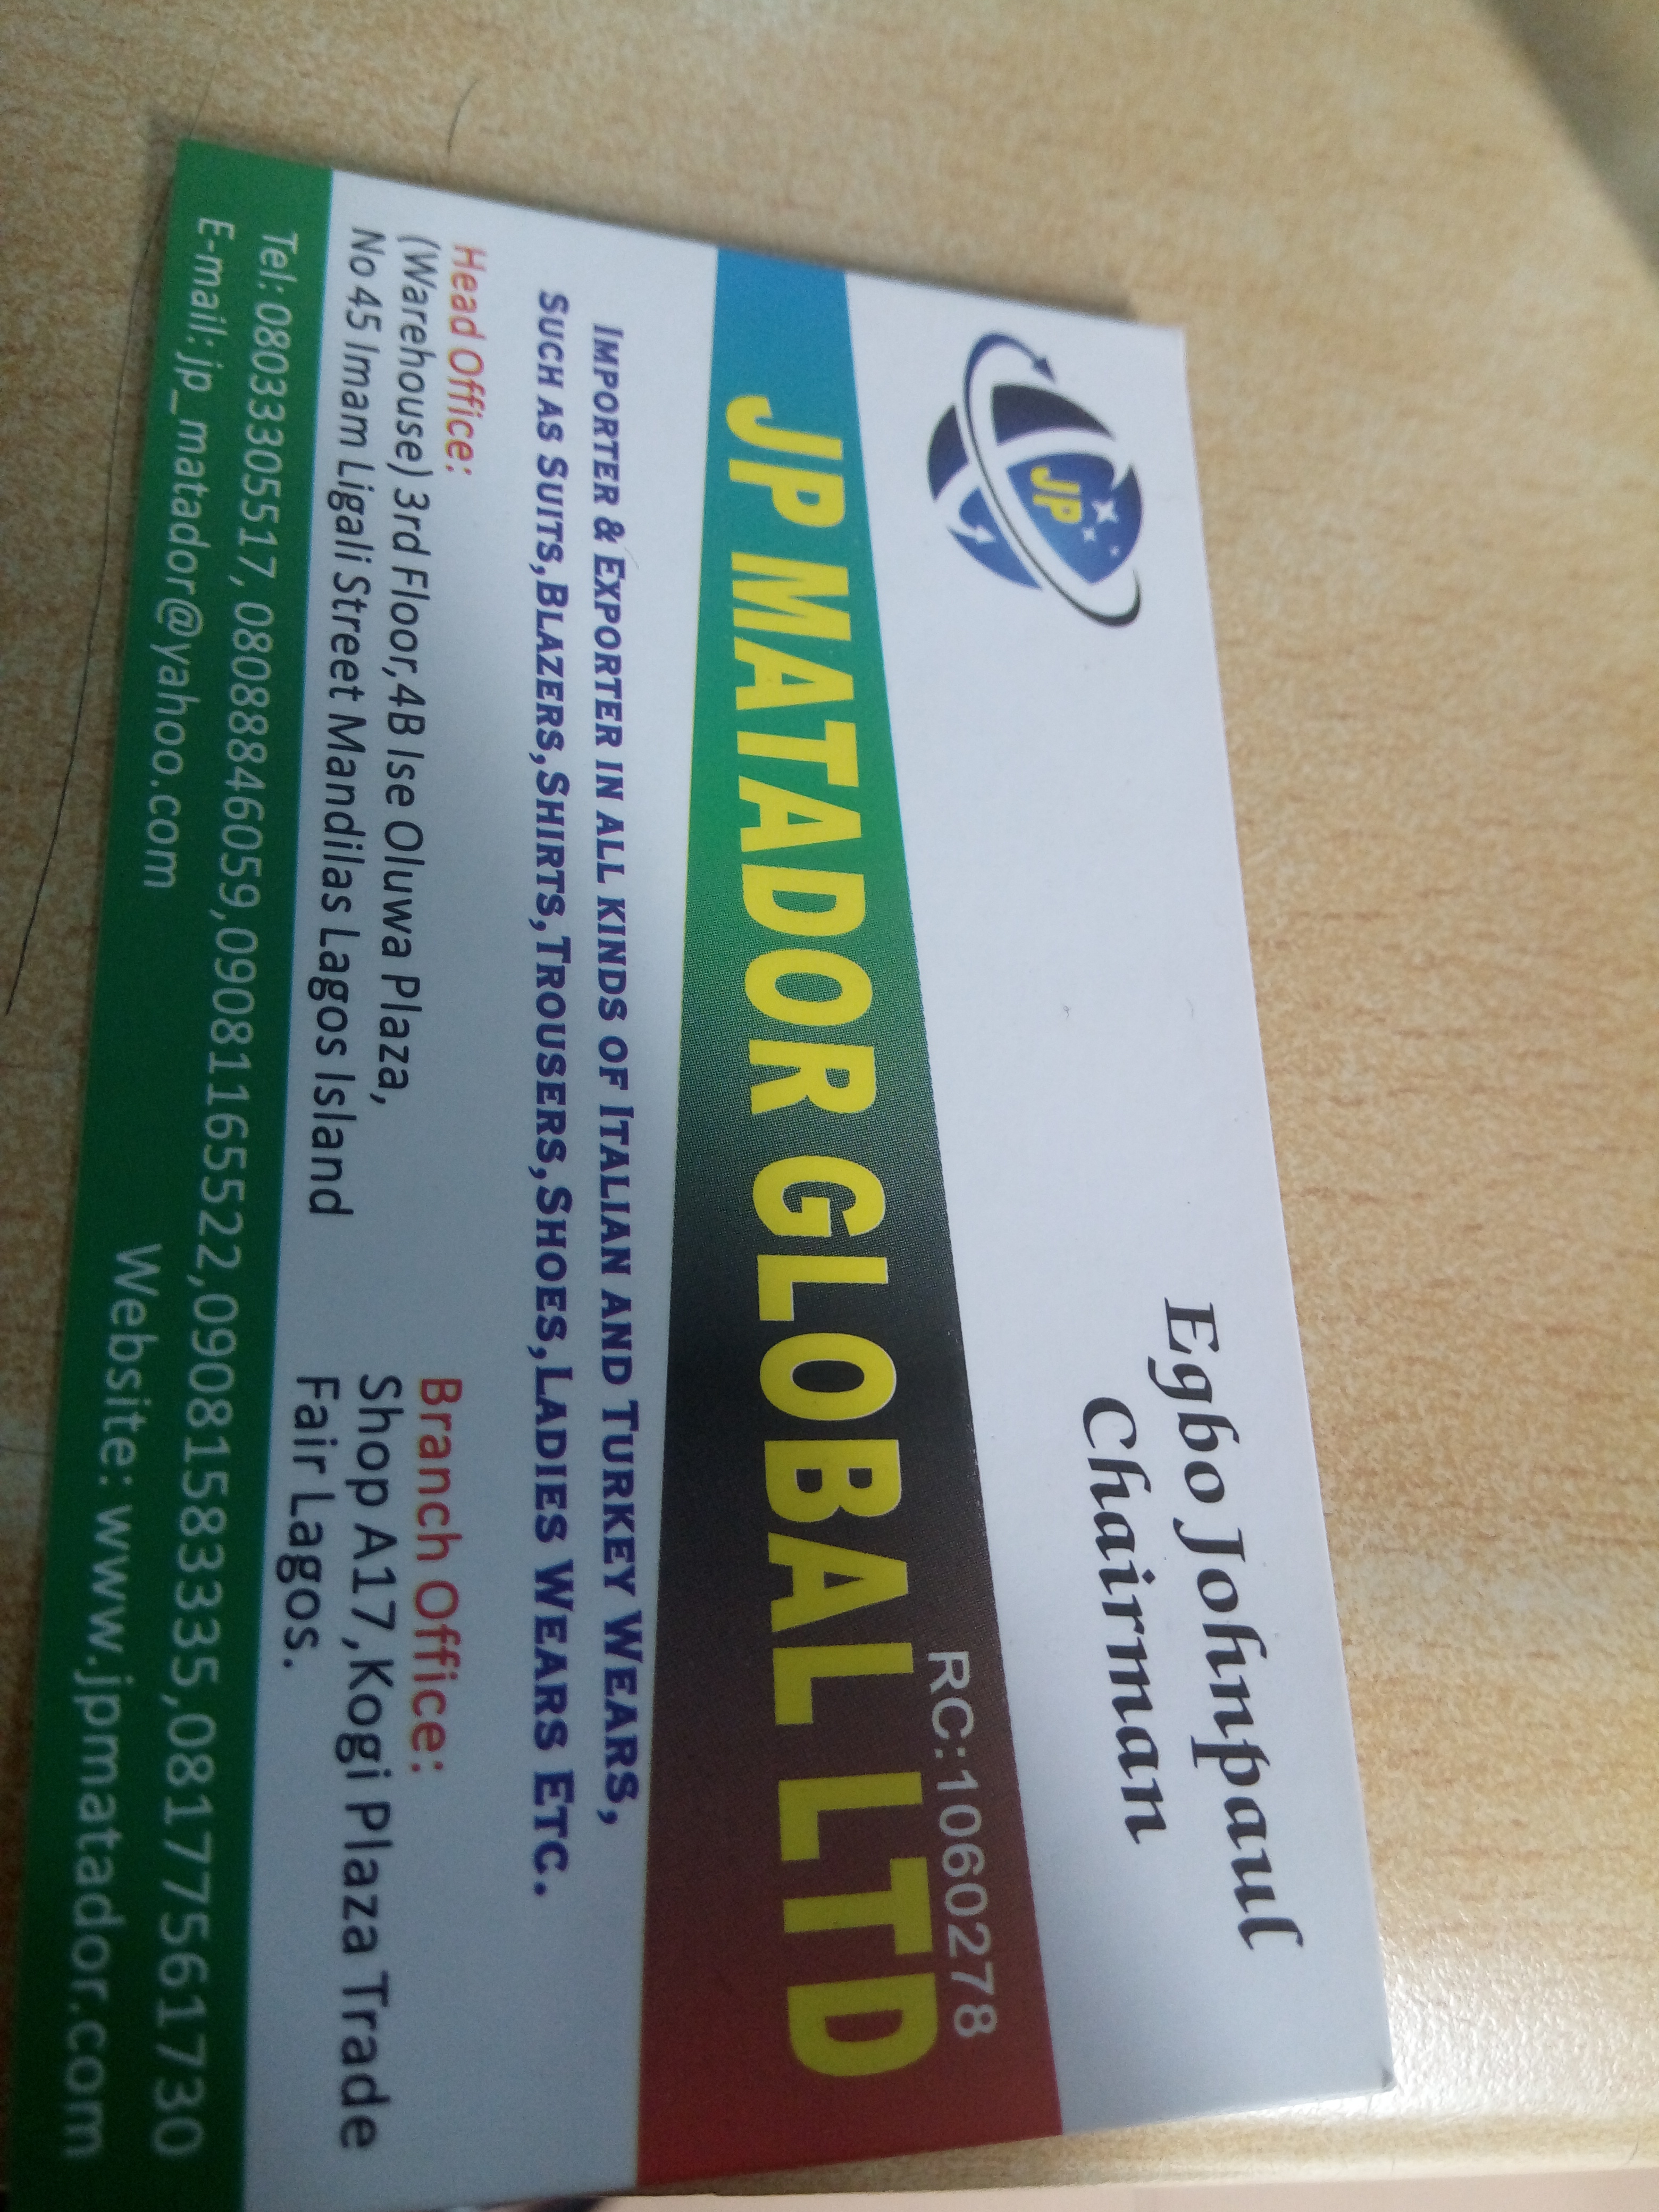 Egbo Johnpaul
Chairman
JP
RC:1060278
JP MATADOR GLOBAL LTD
IMPORTER & EXPORTER IN ALL KINDS OF ITALIAN AND TURKEY WEARS,
SUCH AS SUITS,BLAZERS,SHIRTS,TROUSERS,SHOES,LADIES WEARS ETC.
Head Office:
(Warehouse) 3rd Floor,4B Ise Oluwa Plaza,
No 45 Imam Ligali Street Mandilas Lagos Island
Branch Office:
Shop A17,Kogi Plaza Trade
Fair Lagos.
Tel: 08033305517, 08088846059,09081165522,09081583335,08177561730
E-mail:jp_matador@yahoo.com
Website: www.jpmatador.com